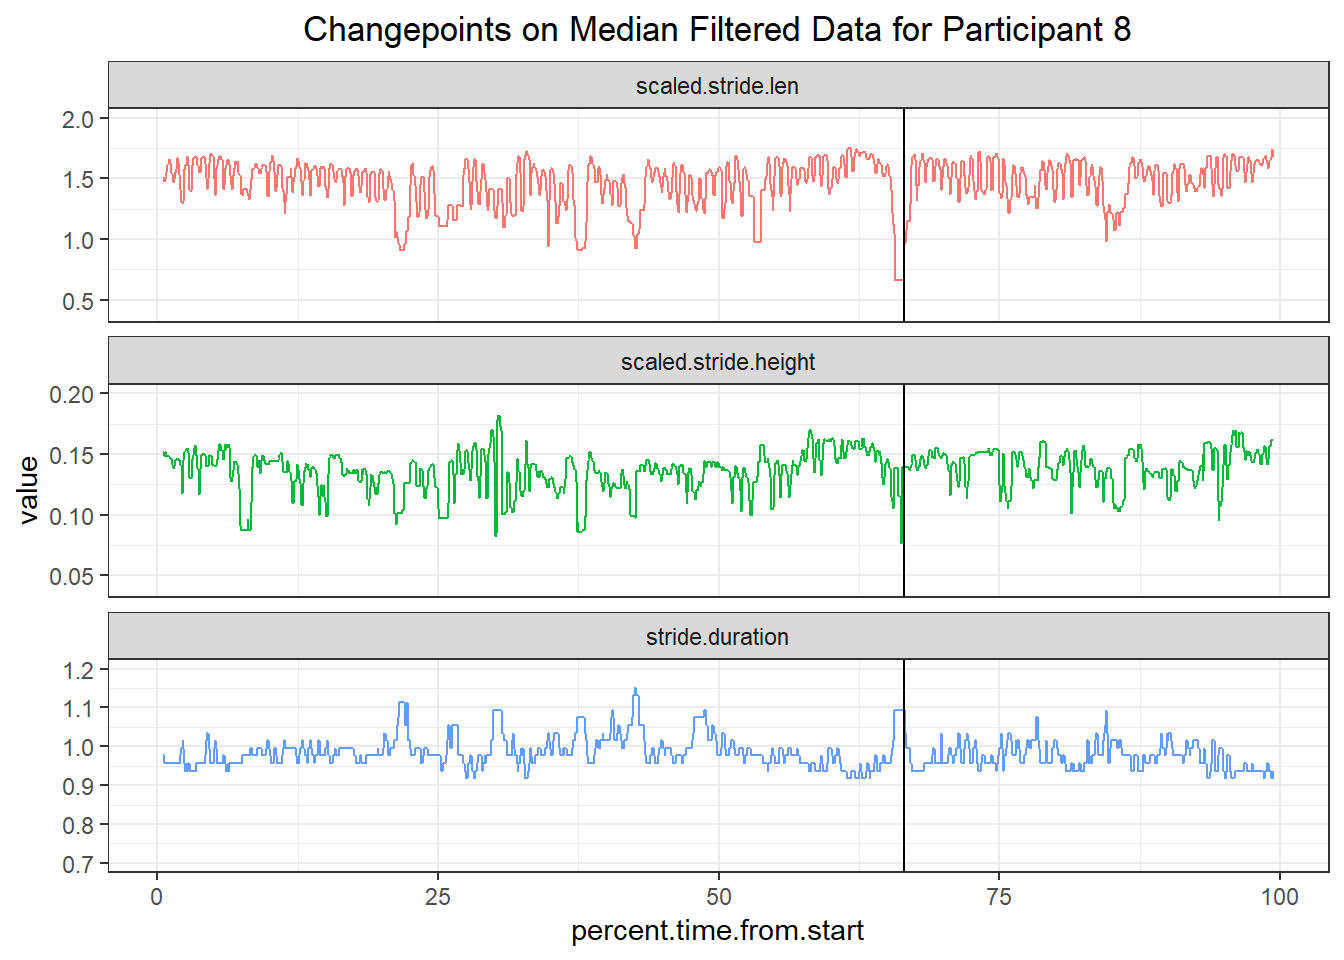 Changepoints on Median Filtered Data for Participant 8
scaled.stride.len
2.0
1.5
1.0
0.5
scaled.stride.height
0.20
0.15
0.10
0.05
value
stride.duration
1.2
1.1
1.0
0.9
0.8
0.7
0 25 50 75 100
percent.time.from.start